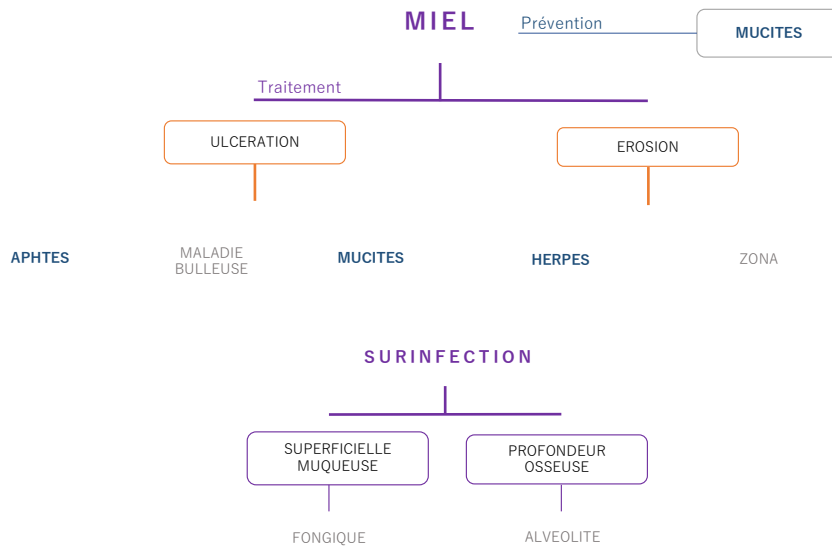 MIEL
Prévention
MUCITES
Traitement
ULCERATION
EROSION
APHTES
MALADIE
BULLEUSE
MUCITES
HERPES
ZONA
SURINFECTION
SUPERFICIELLE
MUQUEUSE
PROFONDEUR
OSSEUSE
FONGIQUE
ALVEOLITE